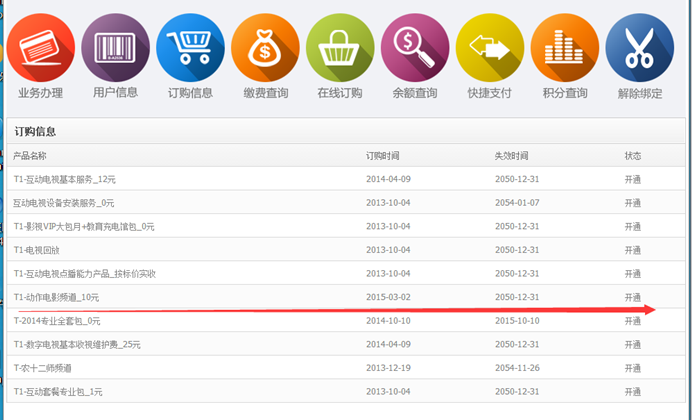 业务办理 用户信息 订购信息 缴费查询 在线订购 余额查询 快捷支付 积分查询 解除绑定
订购信息
产品名称 订购时间 失效时间 状态
T1-互动电视基本服务_12元 2014-04-09 2050-12-31 开通
互动电视设备安装服务_0元 2013-10-04 2054-01-07 开通
T1-影视VIP大包月+教育充电馆包_0元 2013-10-04 2050-12-31 开通
T1-电视回放 2013-10-04 2050-12-31 开通
T1-互动电视点播能力产品_按标价实收 2013-10-04 2050-12-31 开通
T1-动作电影频道_10元 2015-03-02 2050-12-31 开通
T-2014专业全套包_0元 2014-10-10 2015-10-10 开通
T1-数字电视基本收视维护费_25元 2014-04-09 2050-12-31 开通
T-农十二师频道 2013-12-19 2054-11-26 开通
T1-互动套餐专业包_1元 2013-10-04 2050-12-31 开通